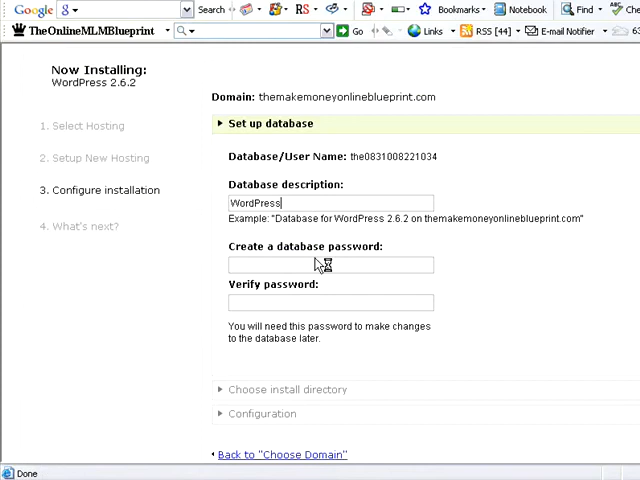 Google g Search RS Bookmarks Notebook Find Che
TheOnlineMLMBlueprint Go Links RSS [44] E-mail Notifier 63
Now Installing:
WordPress 2.6.2
Domain: themakemoneyonlineblueprint.com
1. Select Hosting
2. Setup New Hosting
3. Configure installation
4. What's next?
Set up database
Database/User Name: the0831008221034
Database description:
WordPress
Example: "Database for WordPress 2.6.2 on themakemoneyonlineblueprint.com"
Create a database password:
Verify password:
You will need this password to make changes
to the database later.
Choose install directory
Configuration
Back to "Choose Domain"
Done